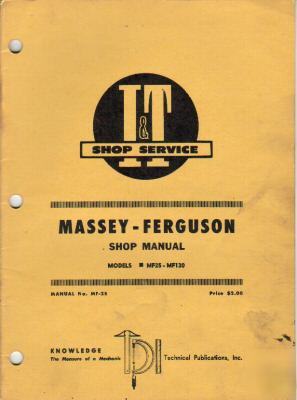 I&T
SHOP SERVICE
MASSEY-FERGUSON
SHOP MANUAL
MODELS ■ MF25 - MF130
MANUAL No. MF-25 Price $2.00
KNOWLEDGE
The Measure of a Mechanic
TPI
Technical Publications, Inc.